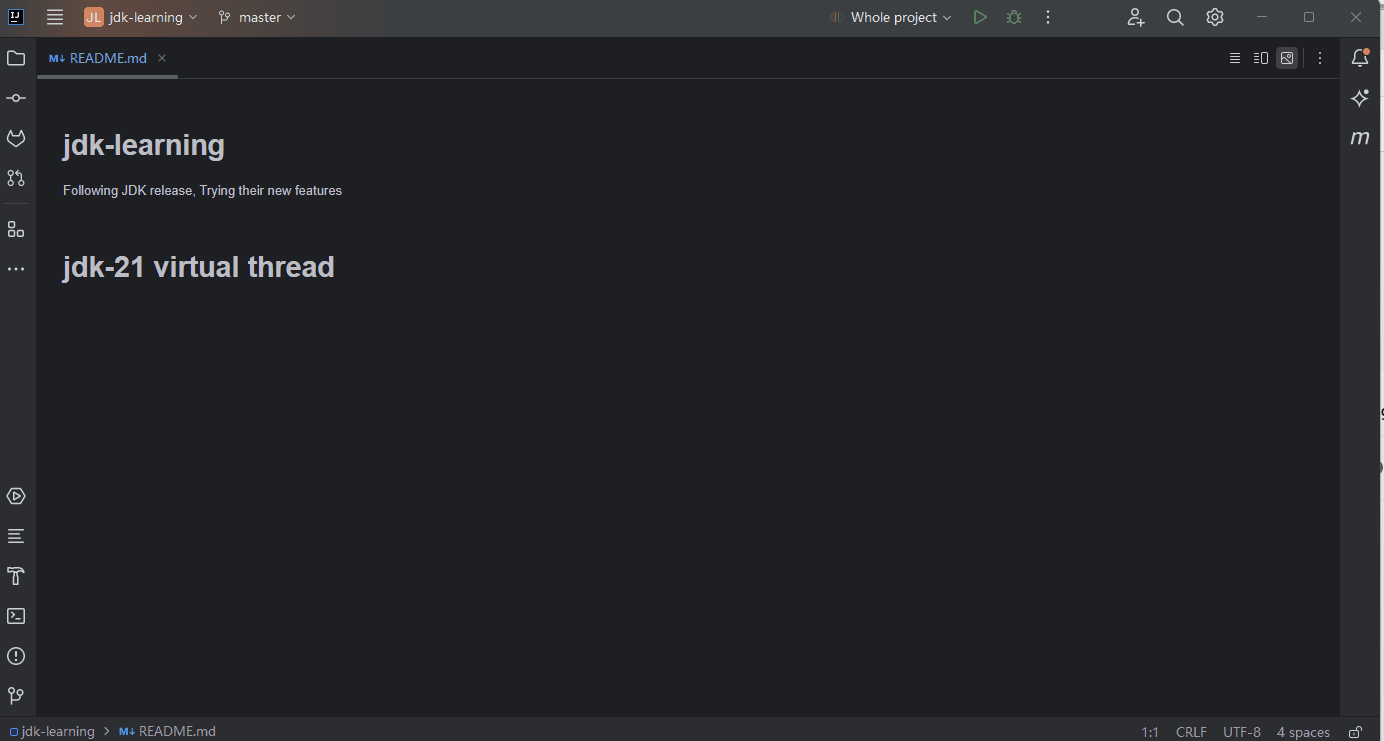 IJ
JL jdk-learning master Whole project
M↓ README.md
jdk-learning
Following JDK release, Trying their new features
jdk-21 virtual thread
m
jdk-learning > M↓ README.md 1:1 CRLF UTF-8 4 spaces